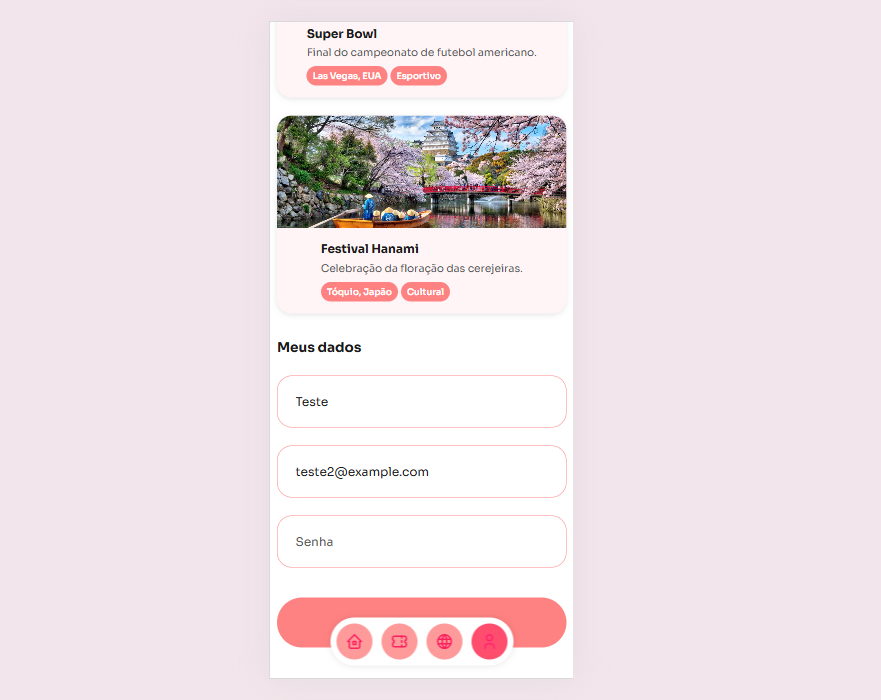 Super Bowl
Final do campeonato de futebol americano.
Las Vegas, EUA Esportivo
Festival Hanami
Celebração da floração das cerejeiras.
Tóquio, Japão Cultural
Meus dados
Teste
teste2@example.com
Senha